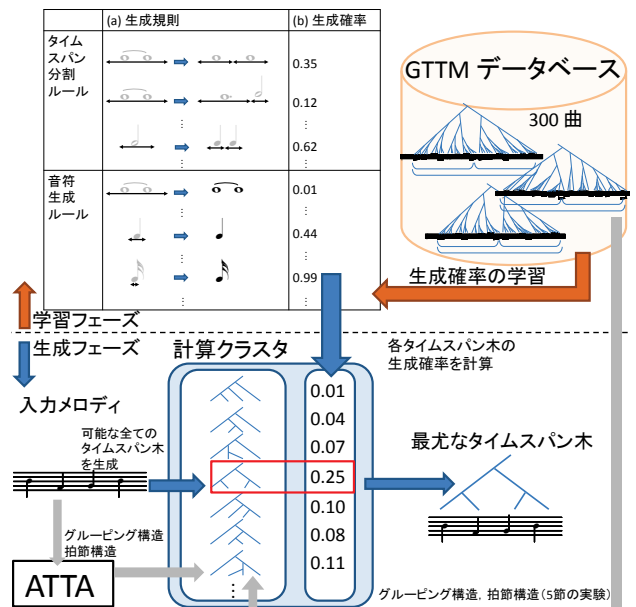 (a) 生成規則
(b) 生成確率
タイム
スパン
分割
ルール
0.35
0.12
⋮
⋮
0.62
⋮
⋮
音符
生成
ルール
0.01
⋮
⋮
0.44
0.99
⋮
⋮
GTTM データベース
300 曲
生成確率の学習
学習フェーズ
生成フェーズ
計算クラスタ
各タイムスパン木の
生成確率を計算
入力メロディ
可能な全ての
タイムスパン木
を生成
0.01
0.04
0.07
0.25
0.10
0.08
0.11
⋮
最尤なタイムスパン木
グルーピング構造
拍節構造
ATTA
グルーピング構造, 拍節構造(5節の実験)